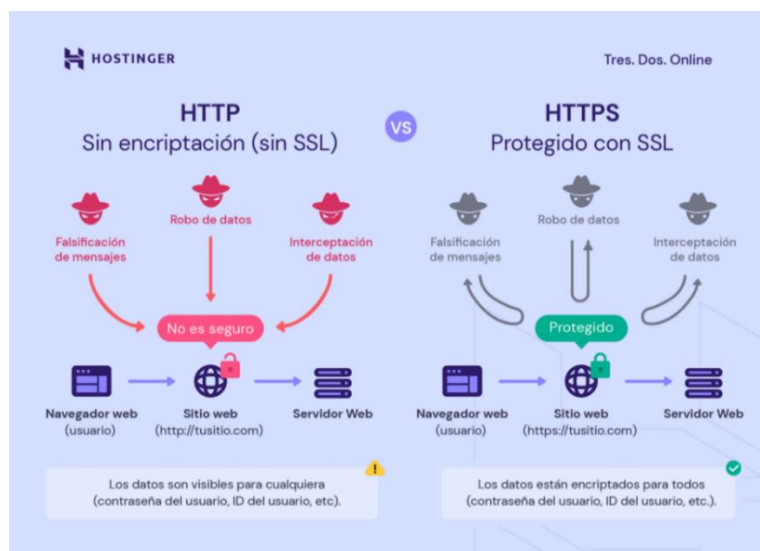 HOSTINGER
Tres. Dos. Online
HTTP
Sin encriptación (sin SSL)
VS
HTTPS
Protegido con SSL
Robo de datos
Falsificación
de mensajes
Interceptación
de datos
No es seguro
Navegador web
(usuario)
Sitio web
(http://tusitio.com)
Servidor Web
Los datos son visibles para cualquiera
(contraseña del usuario, ID del usuario, etc).
Robo de datos
Falsificación
de mensajes
Interceptación
de datos
Protegido
Navegador web
(usuario)
Sitio web
(https://tusitio.com)
Servidor Web
Los datos están encriptados para todos
(contraseña del usuario, ID del usuario, etc.).